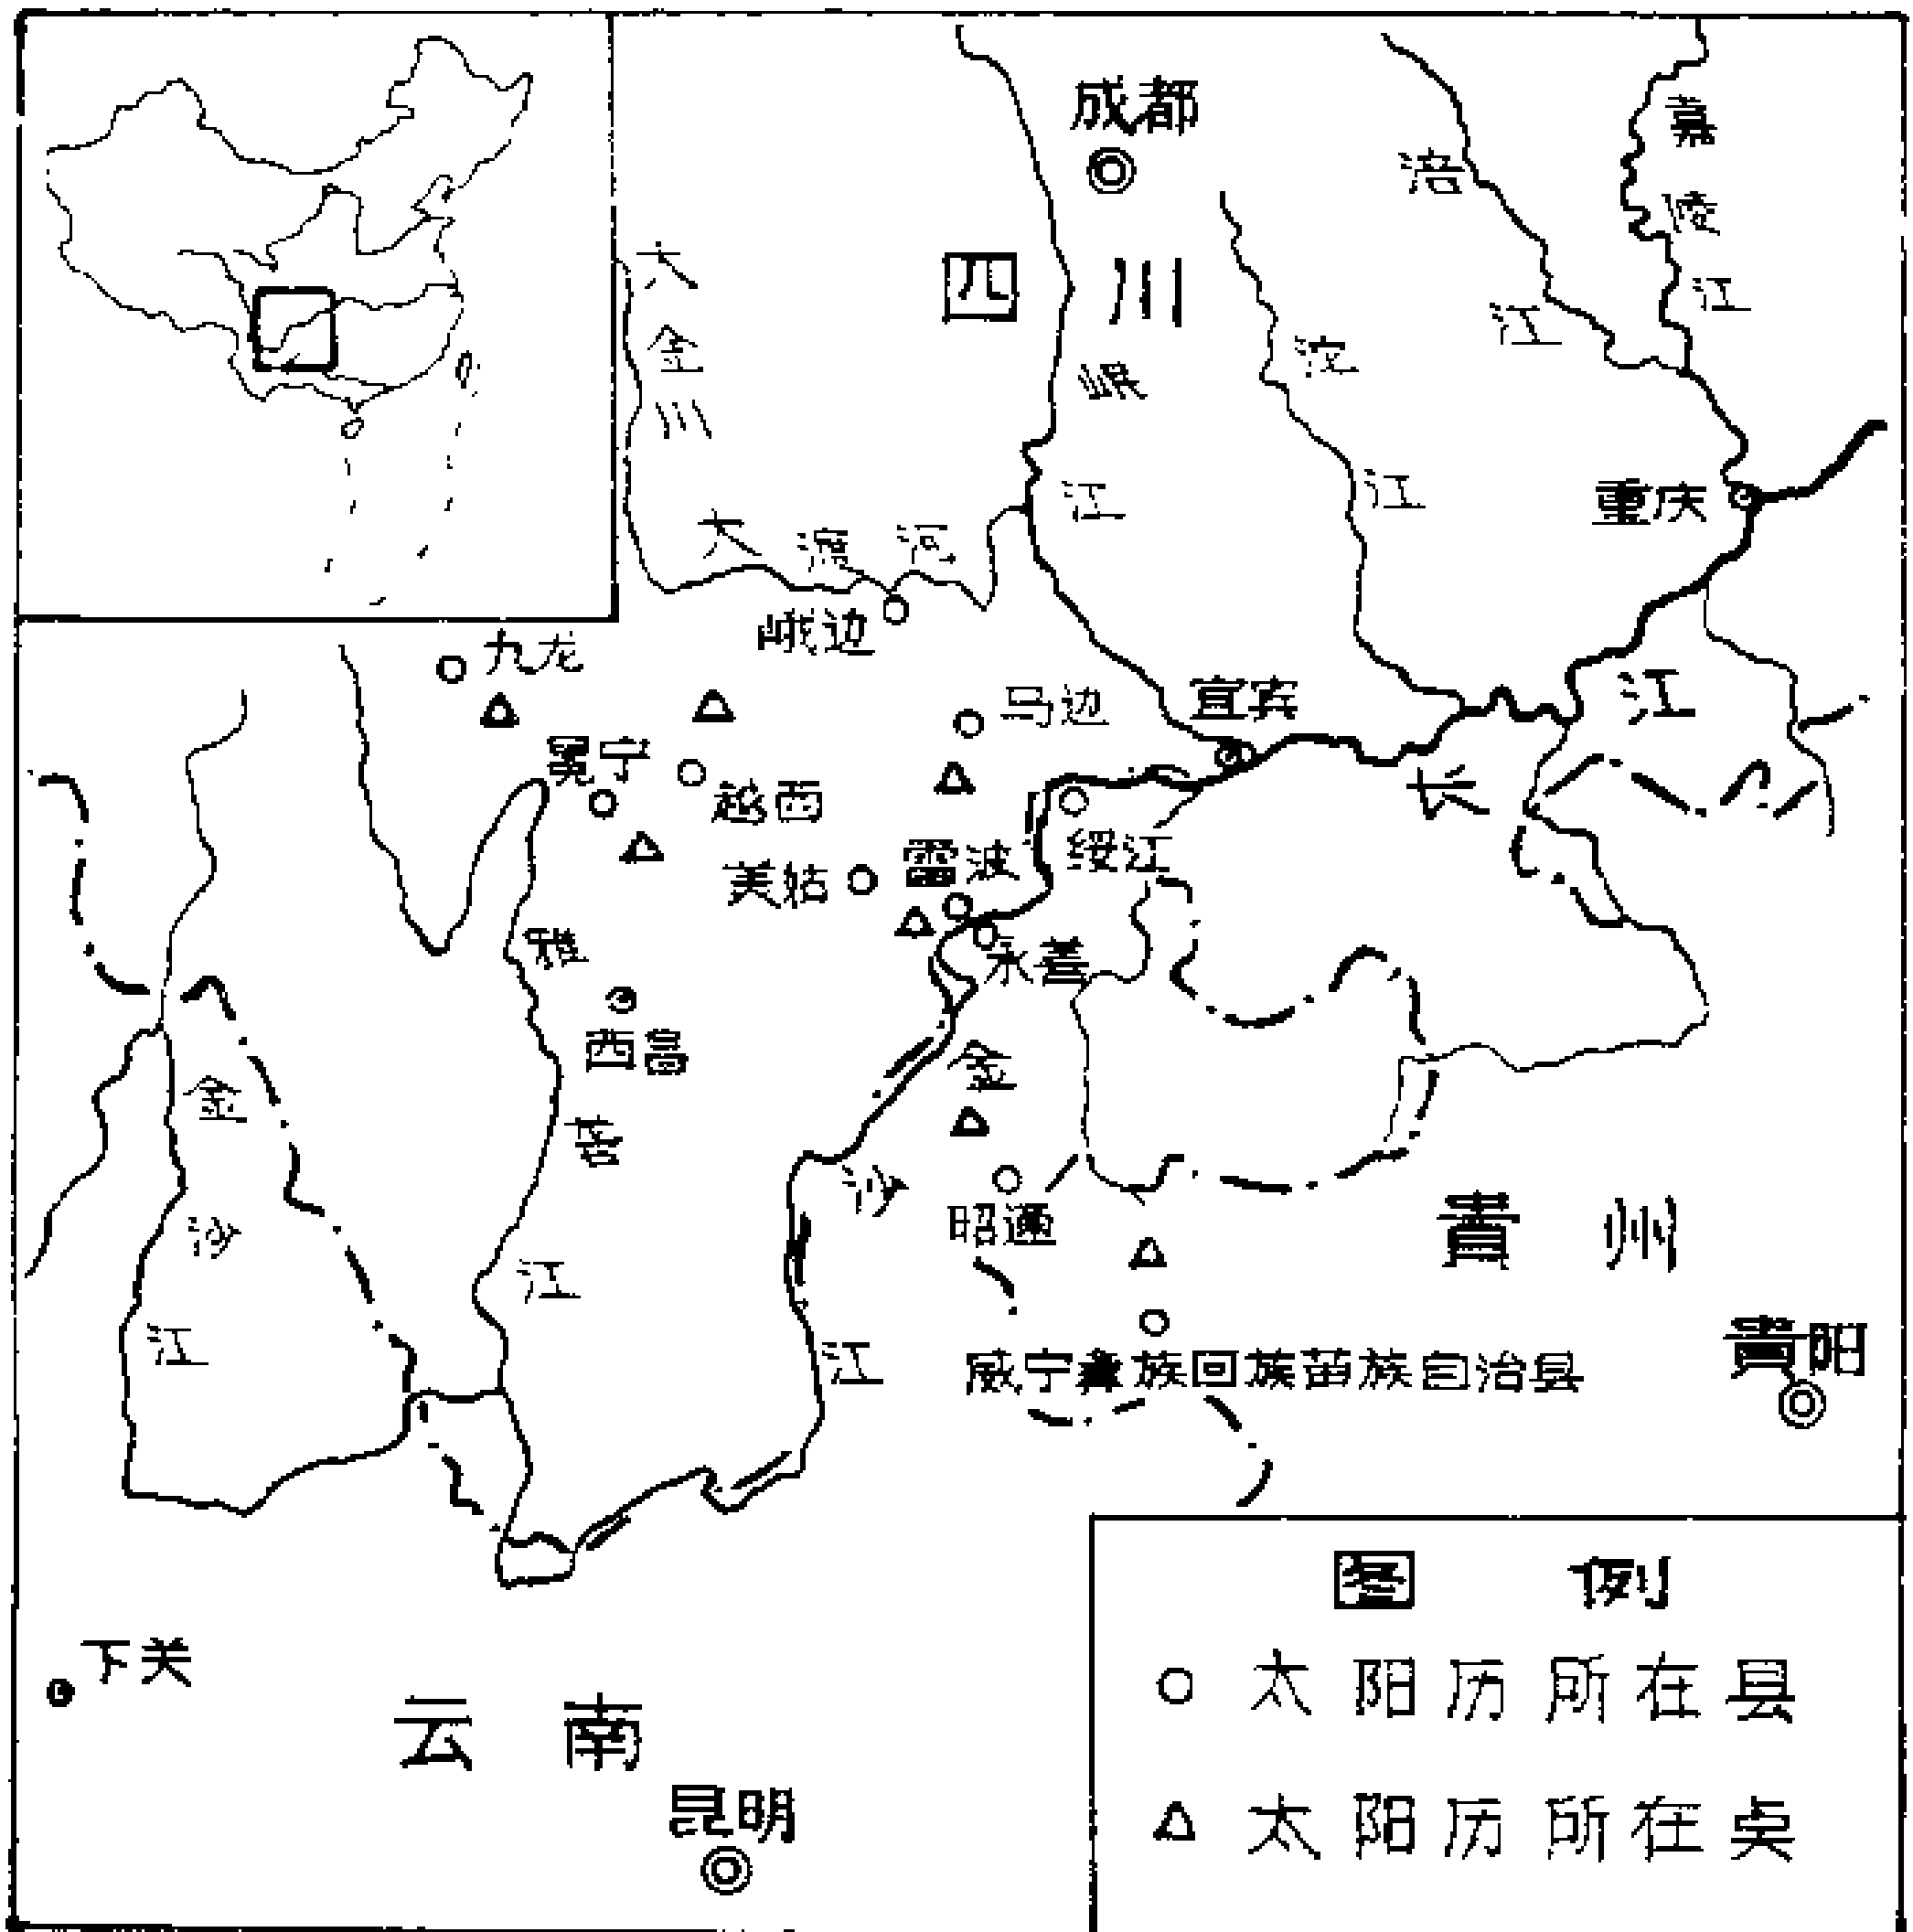 成都
嘉陵江
涪江
四川
大金川
岷江
沱江
重庆
大渡河
峨边
九龙
马边
宜宾
长江
冕宁
越西
美姑
雷波
绥江
永善
雅砻江
西昌
金沙江
金沙江
昭通
贵州
威宁彝族回族苗族自治县
贵阳
下关
云南
昆明
图例
太阳历所在县
太阳历所在点